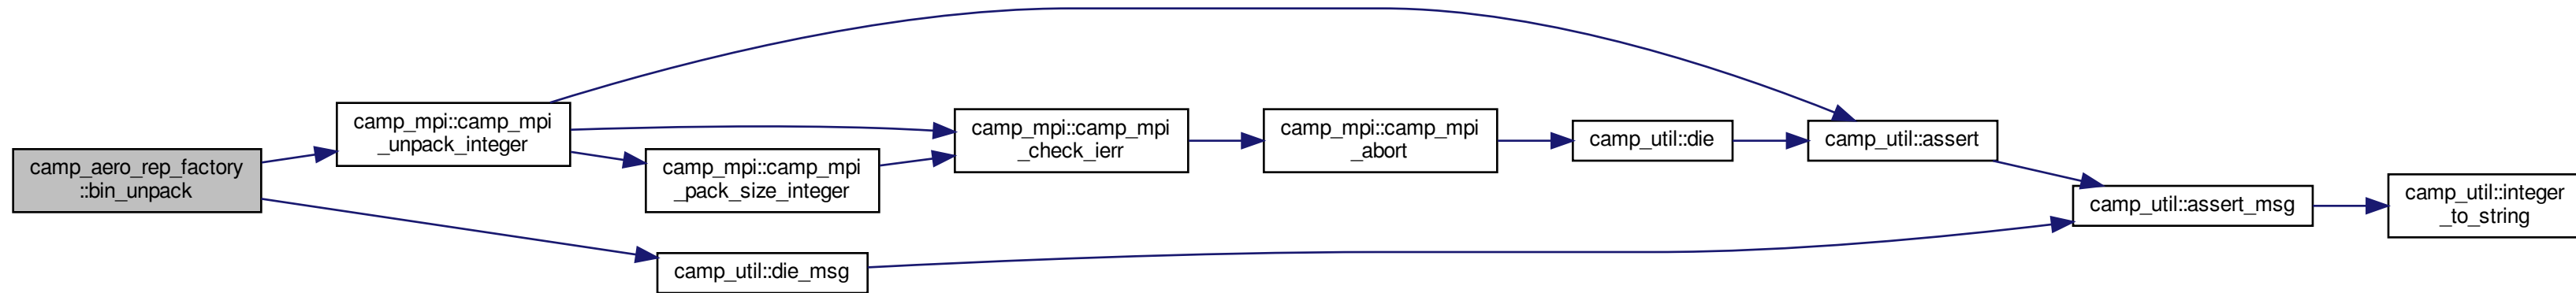 camp_aero_rep_factory
::bin_unpack
camp_mpi::camp_mpi
_unpack_integer
camp_mpi::camp_mpi
_pack_size_integer
camp_util::die_msg
camp_mpi::camp_mpi
_check_ierr
camp_mpi::camp_mpi
_abort
camp_util::die
camp_util::assert
camp_util::assert_msg
camp_util::integer
_to_string